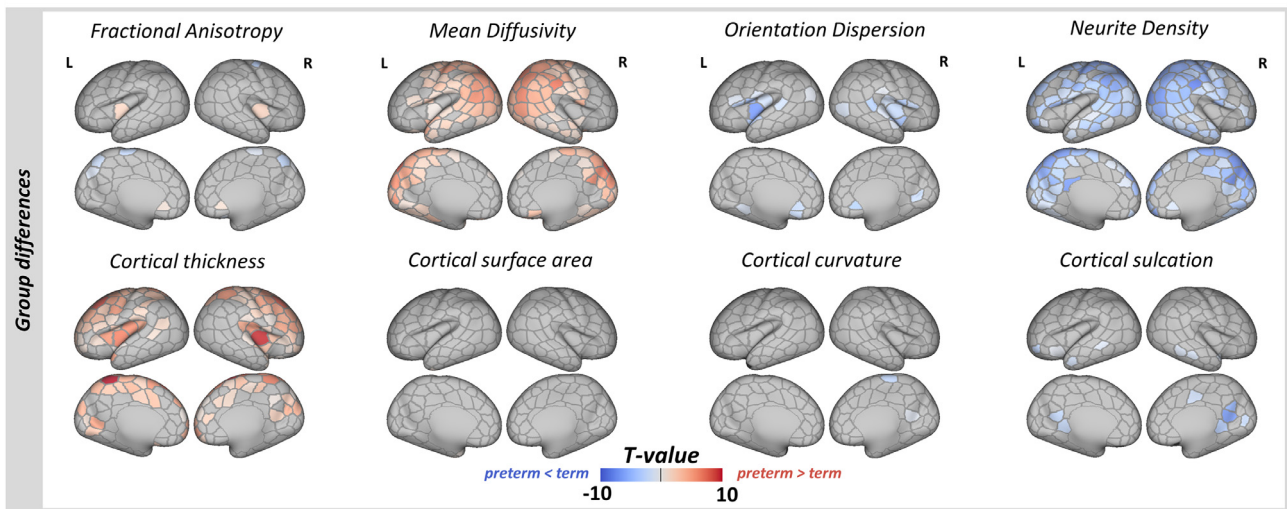 Group differences
Fractional Anisotropy
Mean Diffusivity
Orientation Dispersion
Neurite Density
L R
L R
L R
L R
Cortical thickness
Cortical surface area
Cortical curvature
Cortical sulcation
T-value
preterm < term
preterm > term
-10 10